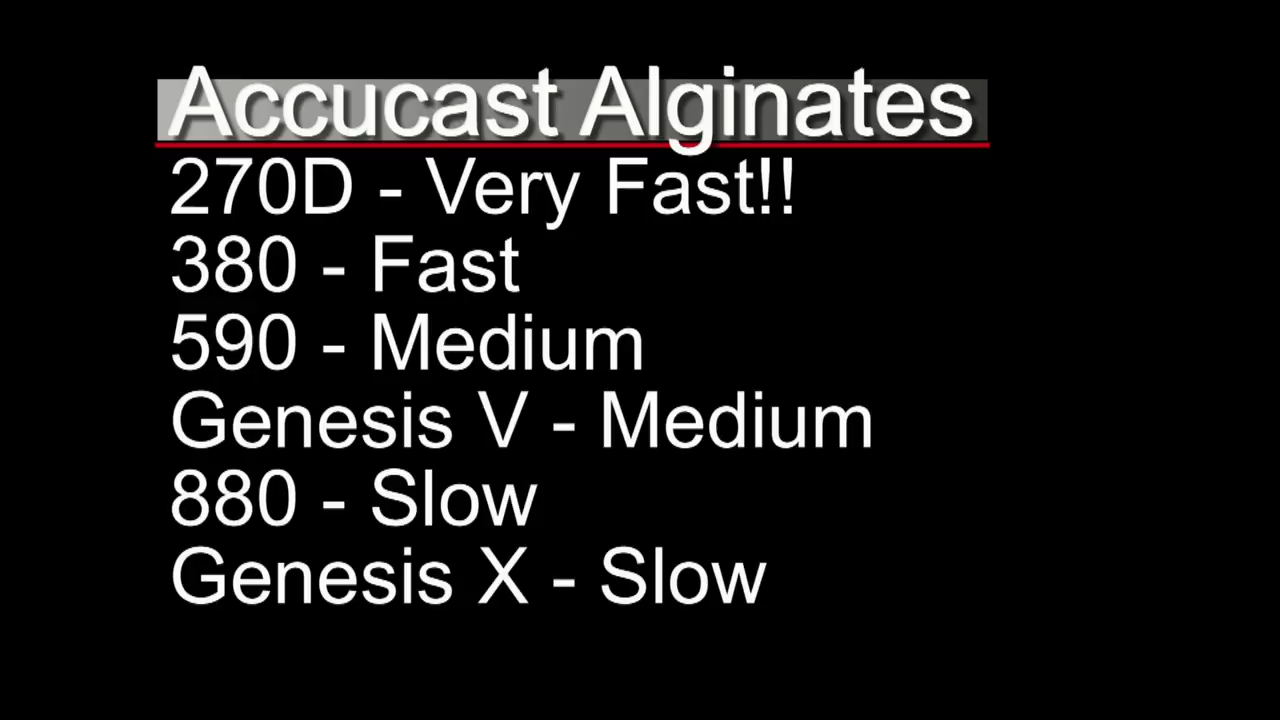 Accucast Alginates
270D - Very Fast!!
380 - Fast
590 - Medium
Genesis V - Medium
880 - Slow
Genesis X - Slow